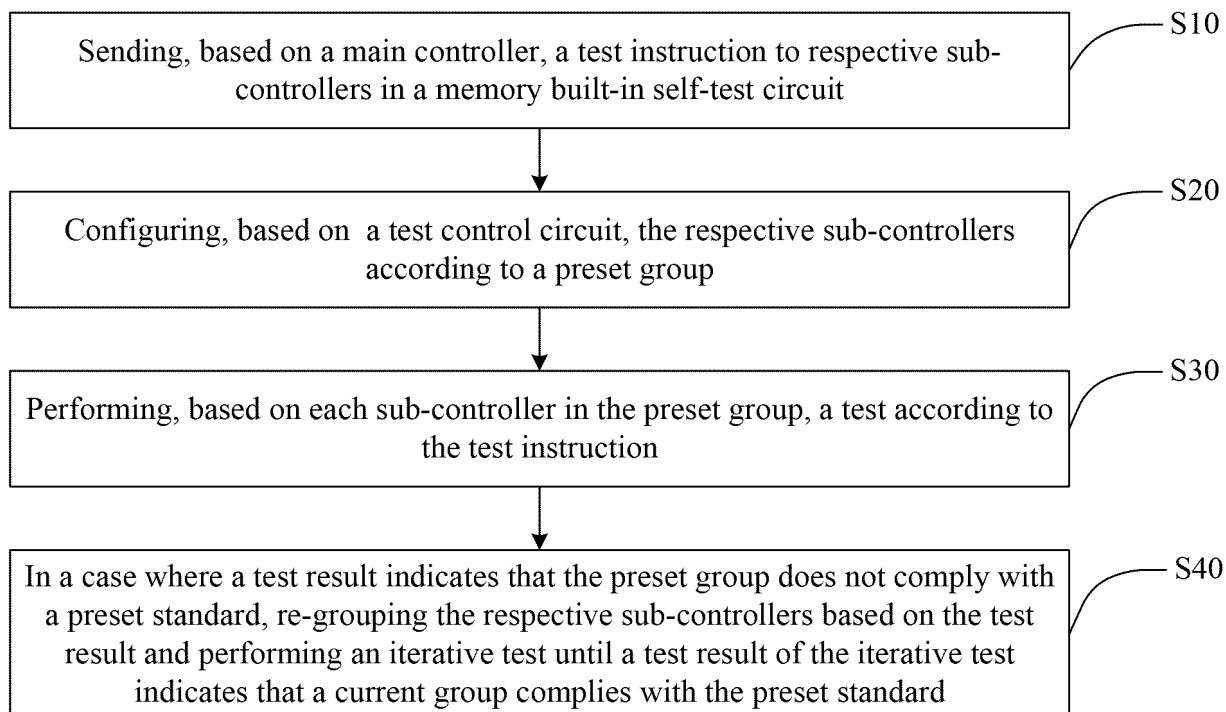 Sending, based on a main controller, a test instruction to respective sub-
controllers in a memory built-in self-test circuit
S10
Configuring, based on a test control circuit, the respective sub-controllers
according to a preset group
S20
Performing, based on each sub-controller in the preset group, a test according to
the test instruction
S30
In a case where a test result indicates that the preset group does not comply with
a preset standard, re-grouping the respective sub-controllers based on the test
result and performing an iterative test until a test result of the iterative test
indicates that a current group complies with the preset standard
S40